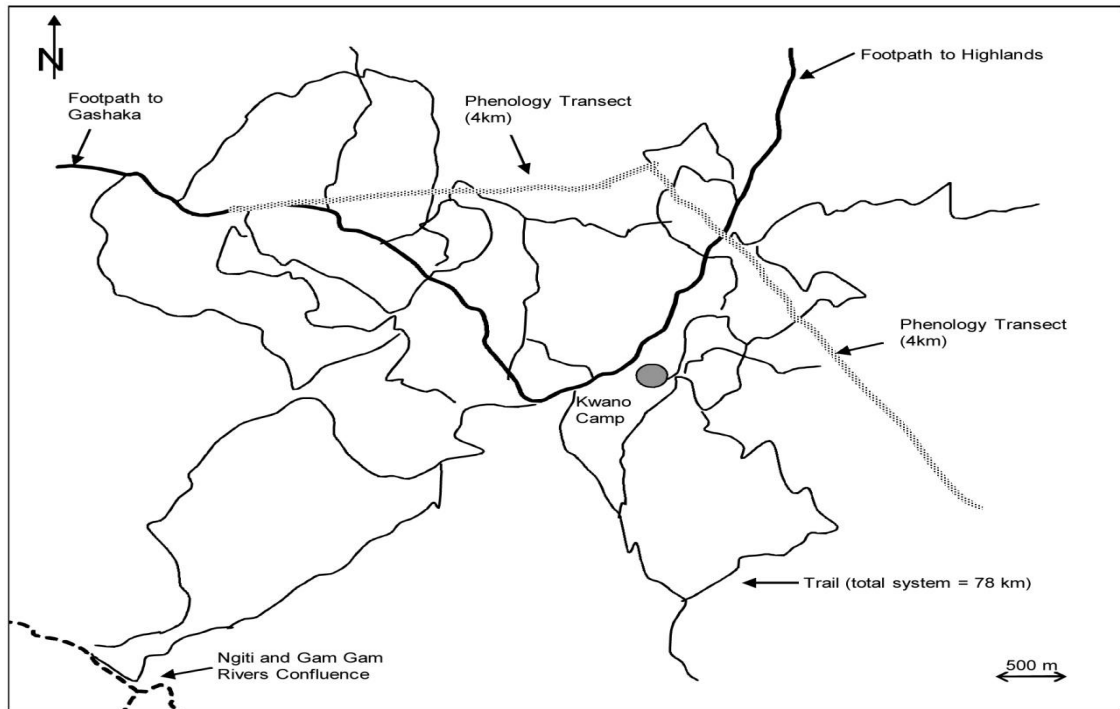 N
Footpath to Highlands
Footpath to
Gashaka
Phenology Transect
(4km)
Phenology Transect
(4km)
Kwano
Camp
Trail (total system = 78 km)
Ngiti and Gam Gam
Rivers Confluence
500 m